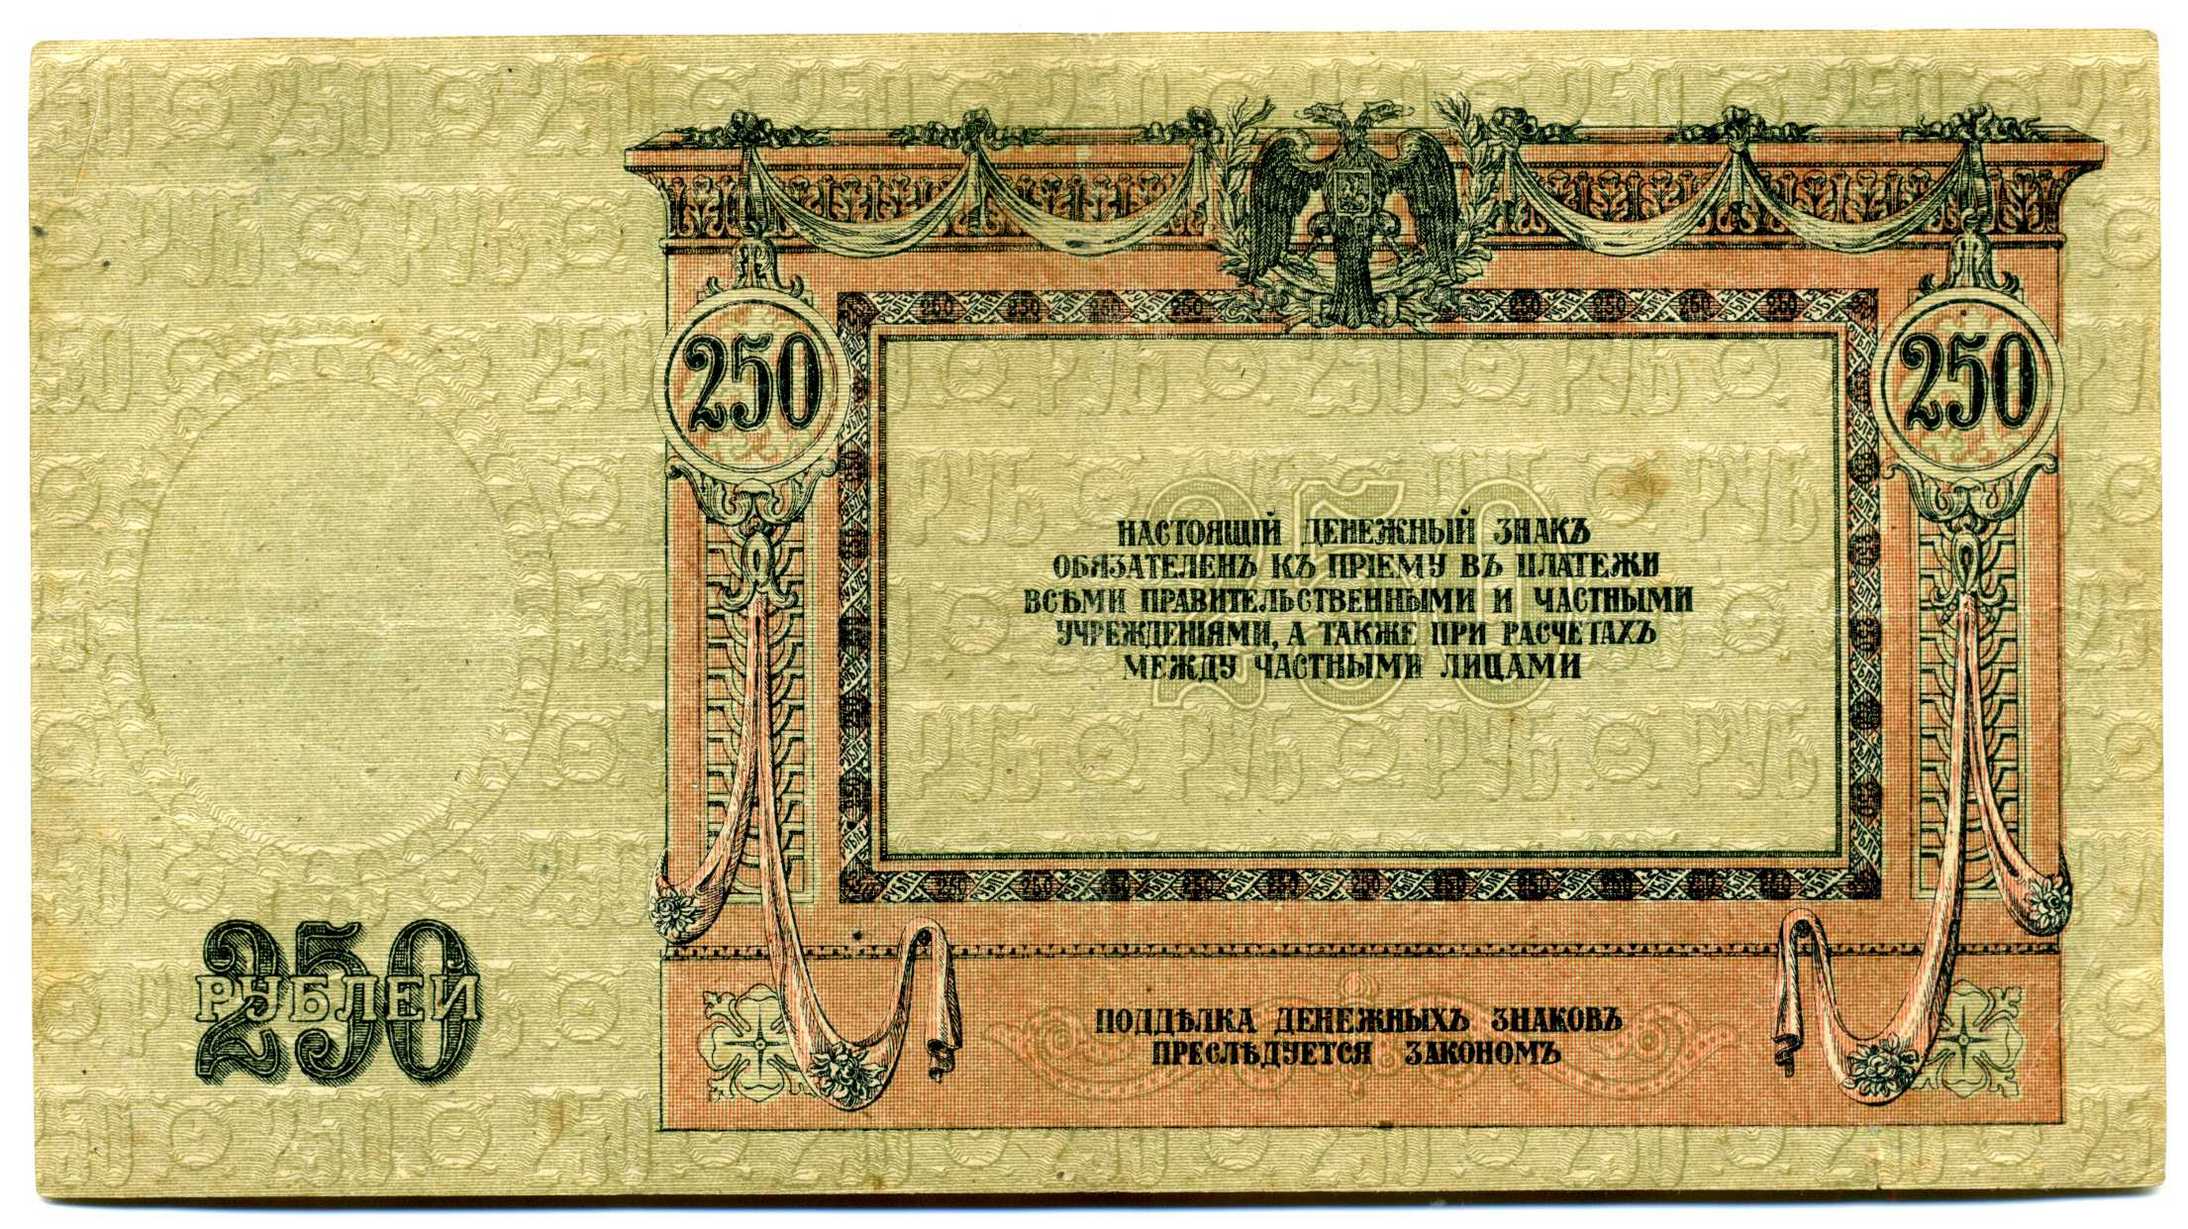 250
250
НАСТОЯЩІЙ ДЕНЕЖНЫЙ ЗНАКЪ
ОБЯЗАТЕЛЕНЪ КЪ ПРІЕМУ ВЪ ПЛАТЕЖИ
ВСѢМИ ПРАВИТЕЛЬСТВЕННЫМИ И ЧАСТНЫМИ
УЧРЕЖДЕНІЯМИ, А ТАКЖЕ ПРИ РАСЧЕТАХЪ
МЕЖДУ ЧАСТНЫМИ ЛИЦАМИ
250
250
РУБЛЕЙ
ПОДДѢЛКА ДЕНЕЖНЫХЪ ЗНАКОВЪ
ПРЕСЛѢДУЕТСЯ ЗАКОНОМЪ